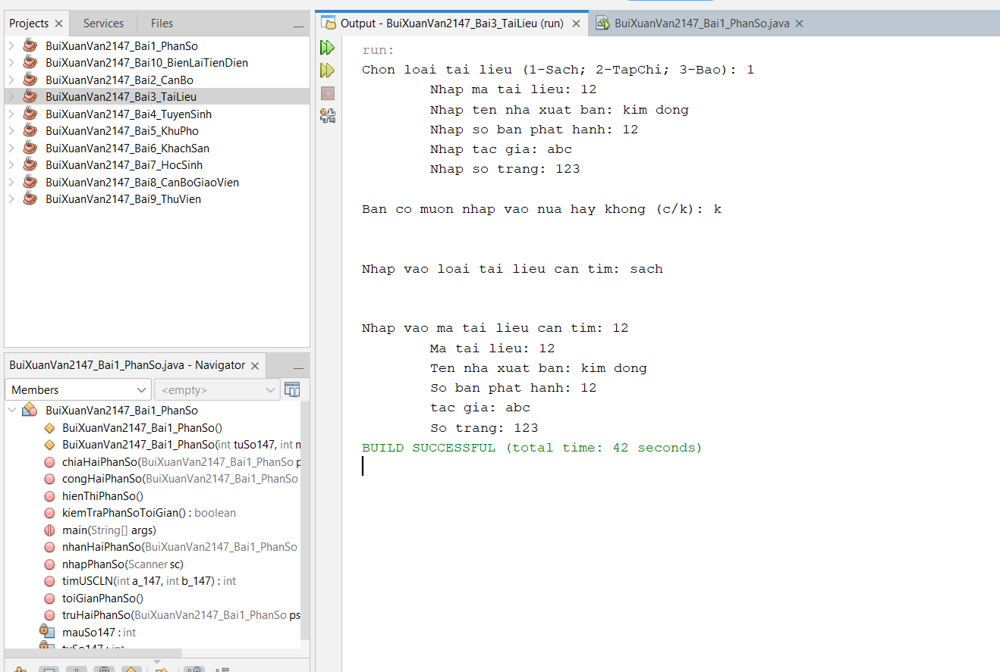 Projects
Services
Files
BuiXuanVan2147_Bai1_PhanSo
BuiXuanVan2147_Bai10_BienLaiTienDien
BuiXuanVan2147_Bai2_CanBo
BuiXuanVan2147_Bai3_TaiLieu
BuiXuanVan2147_Bai4_TuyenSinh
BuiXuanVan2147_Bai5_KhuPho
BuiXuanVan2147_Bai6_KhachSan
BuiXuanVan2147_Bai7_HocSinh
BuiXuanVan2147_Bai8_CanBoGiaoVien
BuiXuanVan2147_Bai9_ThuVien
BuiXuanVan2147_Bai1_PhanSo.java - Navigator
Members
<empty>
BuiXuanVan2147_Bai1_PhanSo
BuiXuanVan2147_Bai1_PhanSo()
BuiXuanVan2147_Bai1_PhanSo(int tuSo147, int
chiaHaiPhanSo(BuiXuanVan2147_Bai1_PhanSo
congHaiPhanSo(BuiXuanVan2147_Bai1_PhanSo
hienThiPhanSo()
kiemTraPhanSoToiGian() : boolean
main(String[] args)
nhanHaiPhanSo(BuiXuanVan2147_Bai1_PhanSo
nhapPhanSo(Scanner sc)
timUSCLN(int a_147, int b_147) : int
toiGianPhanSo()
truHaiPhanSo(BuiXuanVan2147_Bai1_PhanSo ps
mauSo147 : int
tuSo147 : int
Output - BuiXuanVan2147_Bai3_TaiLieu (run)
BuiXuanVan2147_Bai1_PhanSo.java
run:
Chon loai tai lieu (1-Sach; 2-TapChi; 3-Bao): 1
Nhap ma tai lieu: 12
Nhap ten nha xuat ban: kim dong
Nhap so ban phat hanh: 12
Nhap tac gia: abc
Nhap so trang: 123
Ban co muon nhap vao nua hay khong (c/k): k
Nhap vao loai tai lieu can tim: sach
Nhap vao ma tai lieu can tim: 12
Ma tai lieu: 12
Ten nha xuat ban: kim dong
So ban phat hanh: 12
tac gia: abc
So trang: 123
BUILD SUCCESSFUL (total time: 42 seconds)